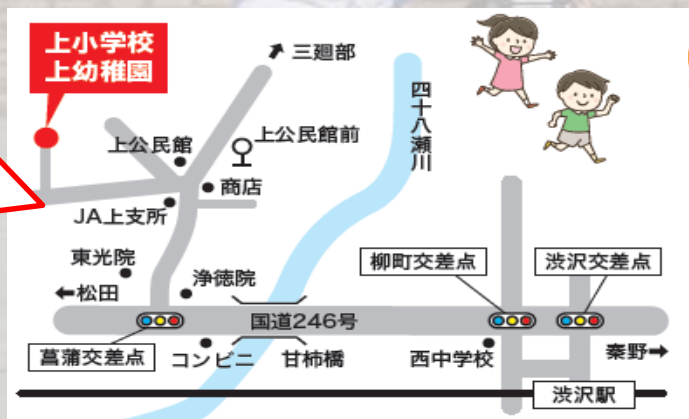 上小学校
上幼稚園
三廻部
四十八瀬川
上公民館
上公民館前
商店
JA上支所
東光院
←松田
浄徳院
柳町交差点
渋沢交差点
国道246号
菖蒲交差点
コンビニ
甘柿橋
西中学校
秦野→
渋沢駅